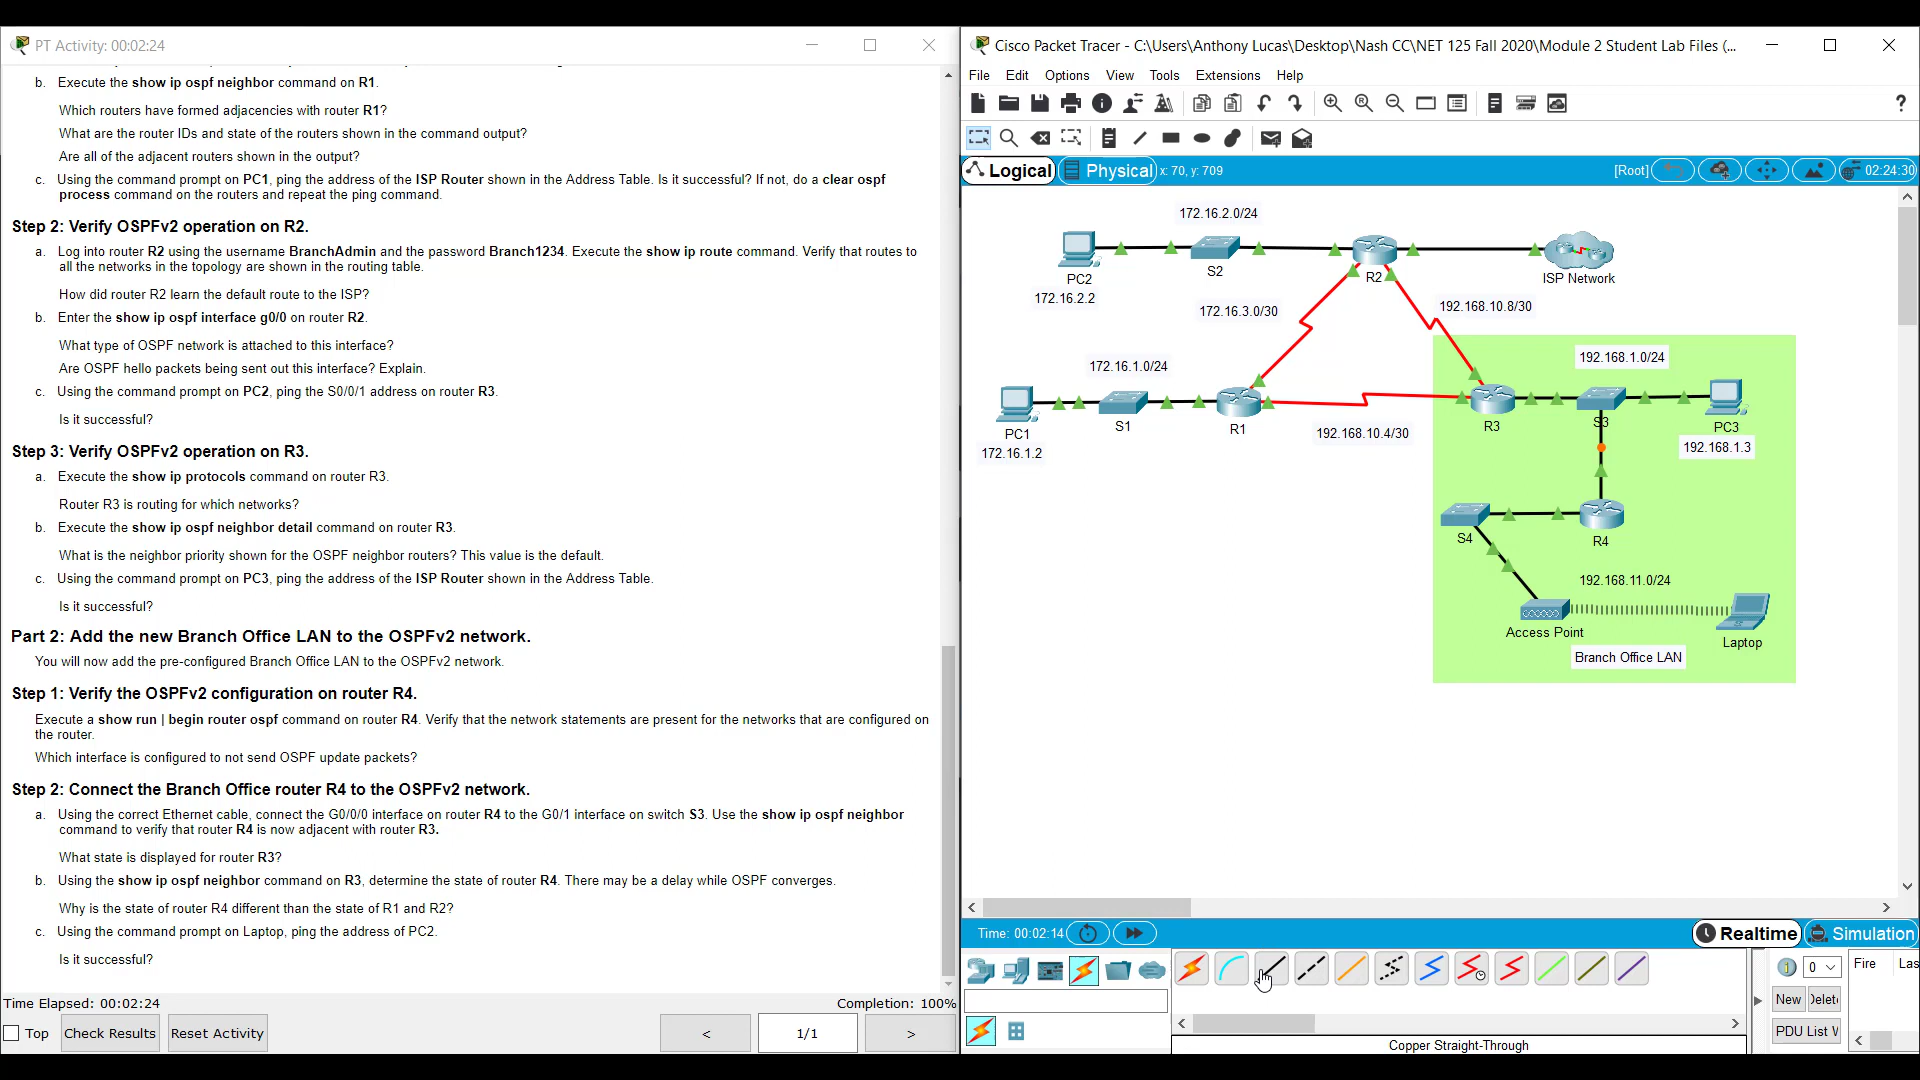 PT Activity: 00:02:24
b. Execute the show ip ospf neighbor command on R1.
Which routers have formed adjacencies with router R1?
What are the router IDs and state of the routers shown in the command output?
Are all of the adjacent routers shown in the output?
c. Using the command prompt on PC1, ping the address of the ISP Router shown in the Address Table. Is it successful? If not, do a clear ospf
process command on the routers and repeat the ping command.
Step 2: Verify OSPFv2 operation on R2.
a. Log into router R2 using the username BranchAdmin and the password Branch1234. Execute the show ip route command. Verify that routes to
all the networks in the topology are shown in the routing table.
How did router R2 learn the default route to the ISP?
b. Enter the show ip ospf interface g0/0 on router R2.
What type of OSPF network is attached to this interface?
Are OSPF hello packets being sent out this interface? Explain.
c. Using the command prompt on PC2, ping the S0/0/1 address on router R3.
Is it successful?
Step 3: Verify OSPFv2 operation on R3.
a. Execute the show ip protocols command on router R3.
Router R3 is routing for which networks?
b. Execute the show ip ospf neighbor detail command on router R3.
What is the neighbor priority shown for the OSPF neighbor routers? This value is the default.
c. Using the command prompt on PC3, ping the address of the ISP Router shown in the Address Table.
Is it successful?
Part 2: Add the new Branch Office LAN to the OSPFv2 network.
You will now add the pre-configured Branch Office LAN to the OSPFv2 network.
Step 1: Verify the OSPFv2 configuration on router R4.
Execute a show run | begin router ospf command on router R4. Verify that the network statements are present for the networks that are configured on
the router.
Which interface is configured to not send OSPF update packets?
Step 2: Connect the Branch Office router R4 to the OSPFv2 network.
a. Using the correct Ethernet cable, connect the G0/0/0 interface on router R4 to the G0/1 interface on switch S3. Use the show ip ospf neighbor
command to verify that router R4 is now adjacent with router R3.
What state is displayed for router R3?
b. Using the show ip ospf neighbor command on R3, determine the state of router R4. There may be a delay while OSPF converges.
Why is the state of router R4 different than the state of R1 and R2?
c. Using the command prompt on Laptop, ping the address of PC2.
Is it successful?
Time Elapsed: 00:02:24
Completion: 100%
Top
Check Results
Reset Activity
<
1/1
>
Cisco Packet Tracer - C:\Users\Anthony Lucas\Desktop\Nash CC\NET 125 Fall 2020\Module 2 Student Lab Files (...
File Edit Options View Tools Extensions Help
?
Logical
Physical
x: 70, y: 709
[Root]
02:24:30
172.16.2.0/24
PC2
S2
R2
ISP Network
172.16.2.2
172.16.3.0/30
192.168.10.8/30
192.168.1.0/24
172.16.1.0/24
PC1
S1
R1
R3
S3
PC3
172.16.1.2
192.168.10.4/30
192.168.1.3
S4
R4
192.168.11.0/24
Access Point
Laptop
Branch Office LAN
Time: 00:02:14
Realtime
Simulation
0
Fire
Las
New
Delete
PDU List W
Copper Straight-Through